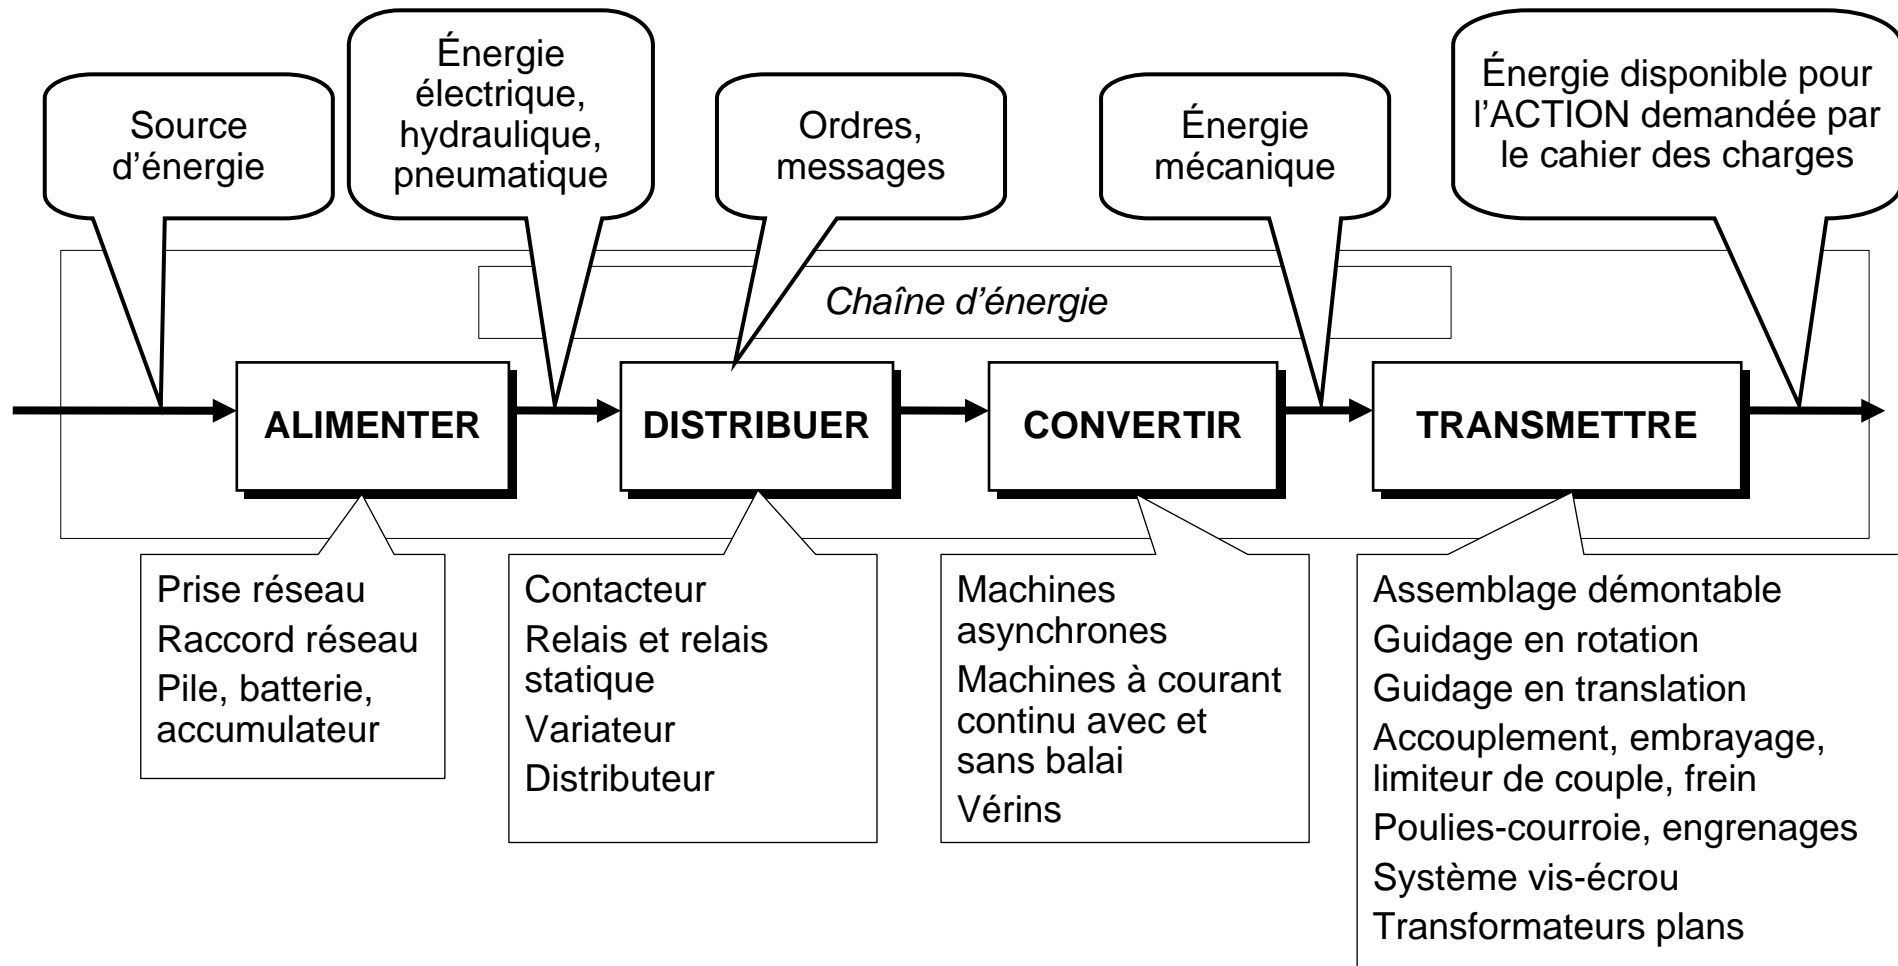 Source
d’énergie
Énergie
électrique,
hydraulique,
pneumatique
Ordres,
messages
Énergie
mécanique
Énergie disponible pour
l’ACTION demandée par
le cahier des charges
Chaîne d’énergie
ALIMENTER
DISTRIBUER
CONVERTIR
TRANSMETTRE
Prise réseau
Raccord réseau
Pile, batterie,
accumulateur
Contacteur
Relais et relais
statique
Variateur
Distributeur
Machines
asynchrones
Machines à courant
continu avec et
sans balai
Vérins
Assemblage démontable
Guidage en rotation
Guidage en translation
Accouplement, embrayage,
limiteur de couple, frein
Poulies-courroie, engrenages
Système vis-écrou
Transformateurs plans